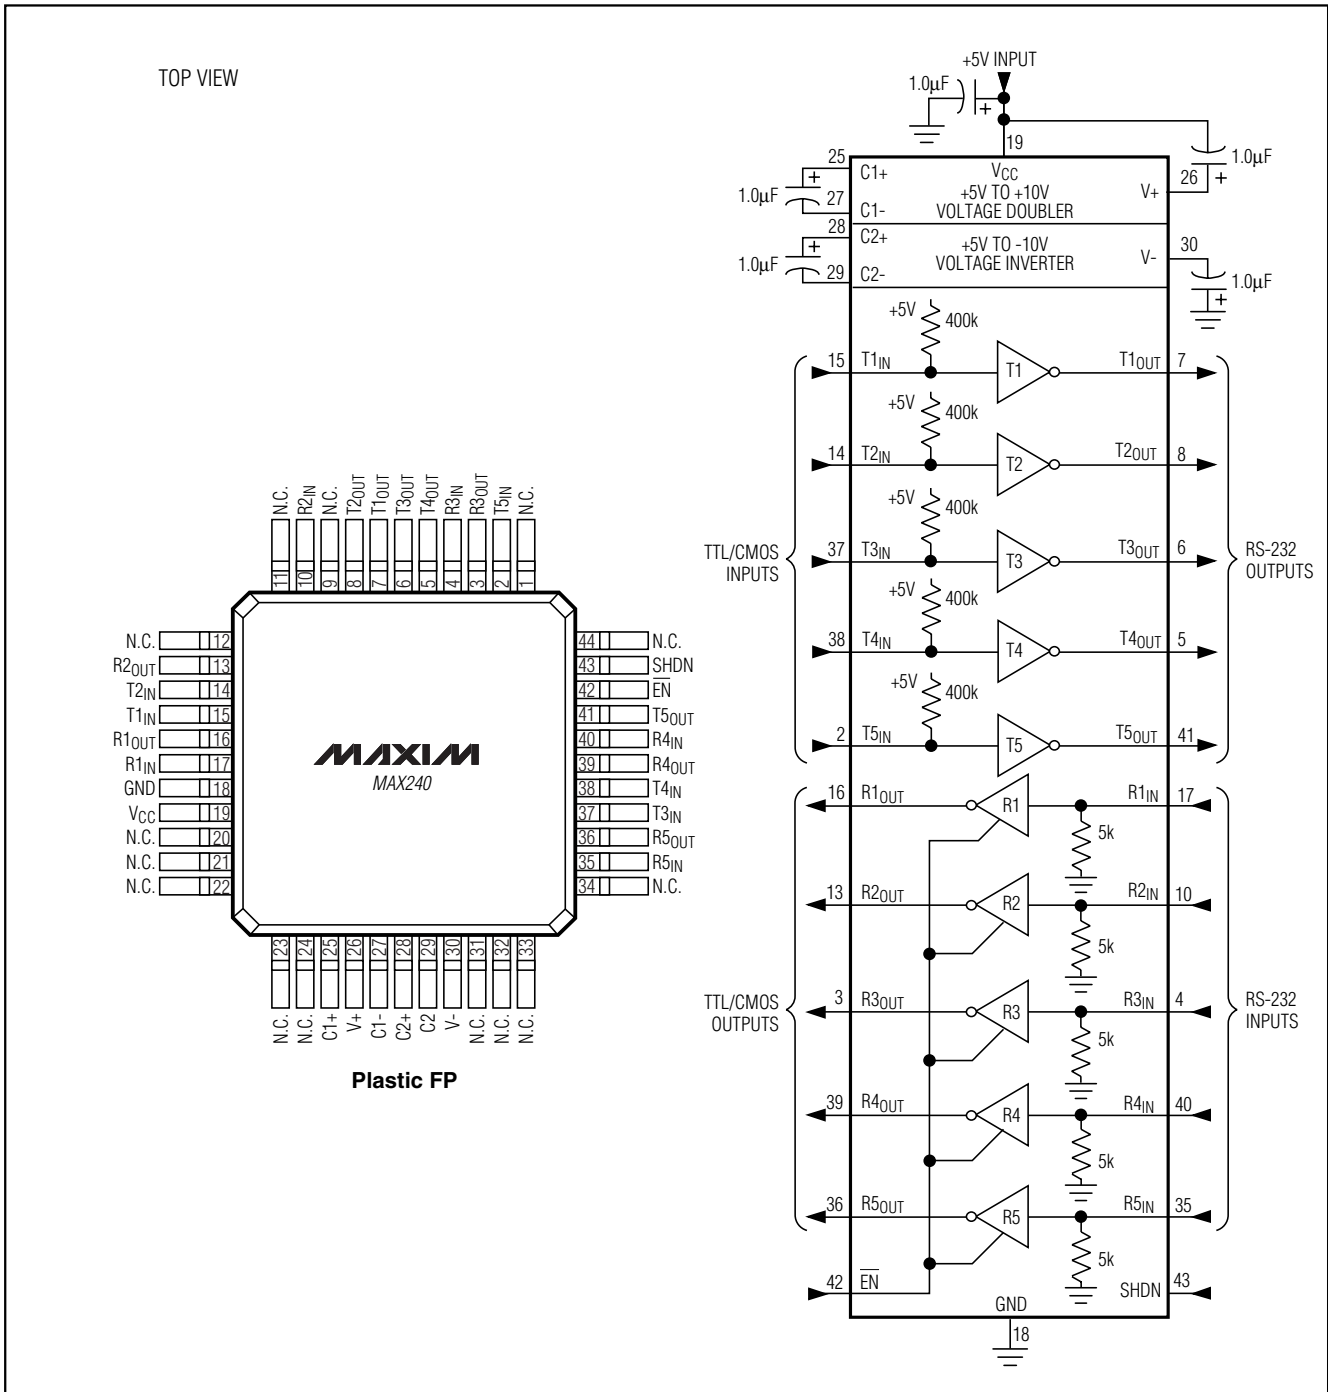 TOP VIEW
N.C.
R2IN
N.C.
T2OUT
T1OUT
T3OUT
T4OUT
R3IN
R3OUT
T5IN
N.C.
11
10
9
8
7
6
5
4
3
2
1
N.C. 12
R2OUT 13
T2IN 14
T1IN 15
R1OUT 16
R1IN 17
GND 18
VCC 19
N.C. 20
N.C. 21
N.C. 22
44 N.C.
43 SHDN
42 EN
41 T5OUT
40 R4IN
39 R4OUT
38 T4IN
37 T3IN
36 R5OUT
35 R5IN
34 N.C.
MAXIM
MAX240
23
24
25
26
27
28
29
30
31
32
33
N.C.
N.C.
C1+
V+
C1-
C2+
C2
V-
N.C.
N.C.
N.C.
Plastic FP
+5V INPUT
1.0µF
+
19
25
C1+
VCC
+5V TO +10V
VOLTAGE DOUBLER
V+
26
1.0µF
+
1.0µF
+
27
C1-
28
C2+
+5V TO -10V
VOLTAGE INVERTER
V-
30
1.0µF
+
1.0µF
+
29
C2-
+5V
400k
15 T1IN T1 T1OUT 7
+5V
400k
14 T2IN T2 T2OUT 8
+5V
400k
TTL/CMOS
INPUTS
37 T3IN T3 T3OUT 6
RS-232
OUTPUTS
+5V
400k
38 T4IN T4 T4OUT 5
+5V
400k
2 T5IN T5 T5OUT 41
16 R1OUT R1 R1IN 17
5k
13 R2OUT R2 R2IN 10
5k
TTL/CMOS
OUTPUTS
3 R3OUT R3 R3IN 4
RS-232
INPUTS
5k
39 R4OUT R4 R4IN 40
5k
36 R5OUT R5 R5IN 35
5k
42 EN
SHDN 43
GND
18